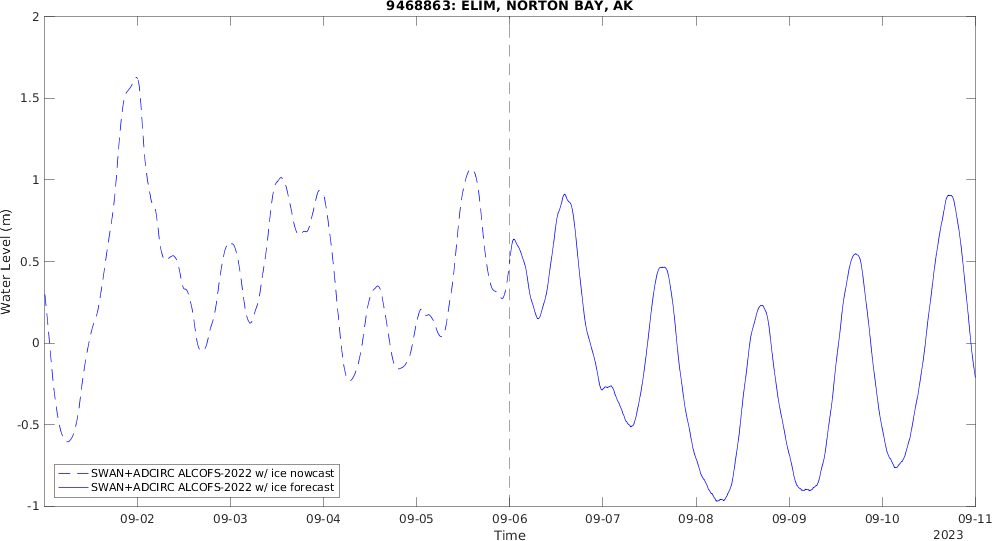 9468863: ELIM, NORTON BAY, AK
2
1.5
1
0.5
0
-0.5
-1
Water Level (m)
SWAN+ADCIRC ALCOFS-2022 w/ ice nowcast
SWAN+ADCIRC ALCOFS-2022 w/ ice forecast
09-02 09-03 09-04 09-05 09-06 09-07 09-08 09-09 09-10 09-11
Time
2023